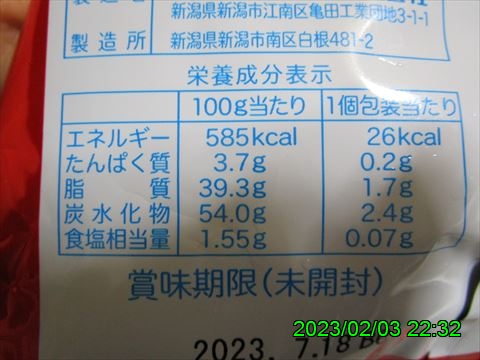 新潟県新潟市江南区亀田工業団地3-1-1
製造所 新潟県新潟市南区白根481-2
栄養成分表示
100g当たり 1個包装当たり
エネルギー 585kcal 26kcal
たんぱく質 3.7g 0.2g
脂質 39.3g 1.7g
炭水化物 54.0g 2.4g
食塩相当量 1.55g 0.07g
賞味期限(未開封)
2023. 7.18
2023/02/03 22:32